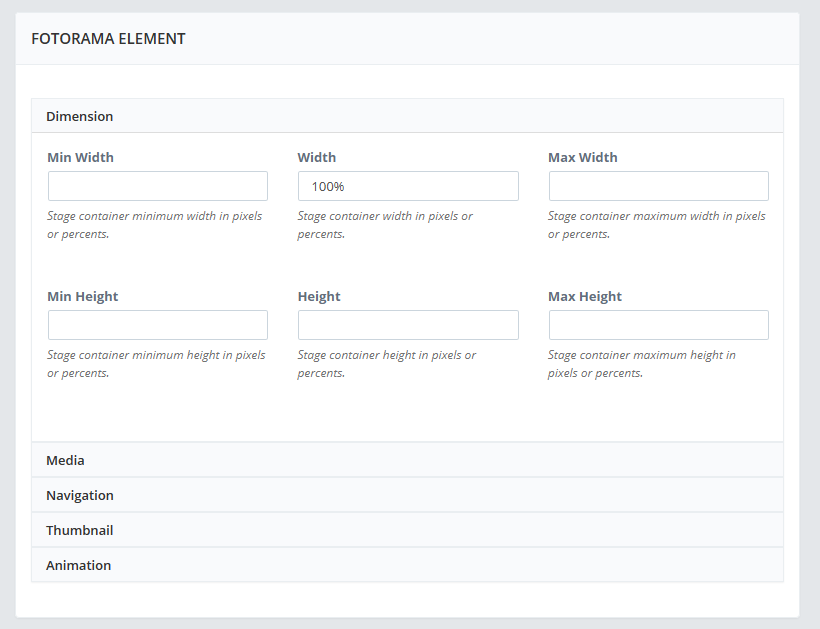 FOTORAMA ELEMENT
Dimension
Min Width Width Max Width
100%
Stage container minimum width in pixels Stage container width in pixels or Stage container maximum width in pixels
or percents. percents. or percents.
Min Height Height Max Height
Stage container minimum height in pixels Stage container height in pixels or Stage container maximum height in
or percents. percents. pixels or percents.
Media
Navigation
Thumbnail
Animation